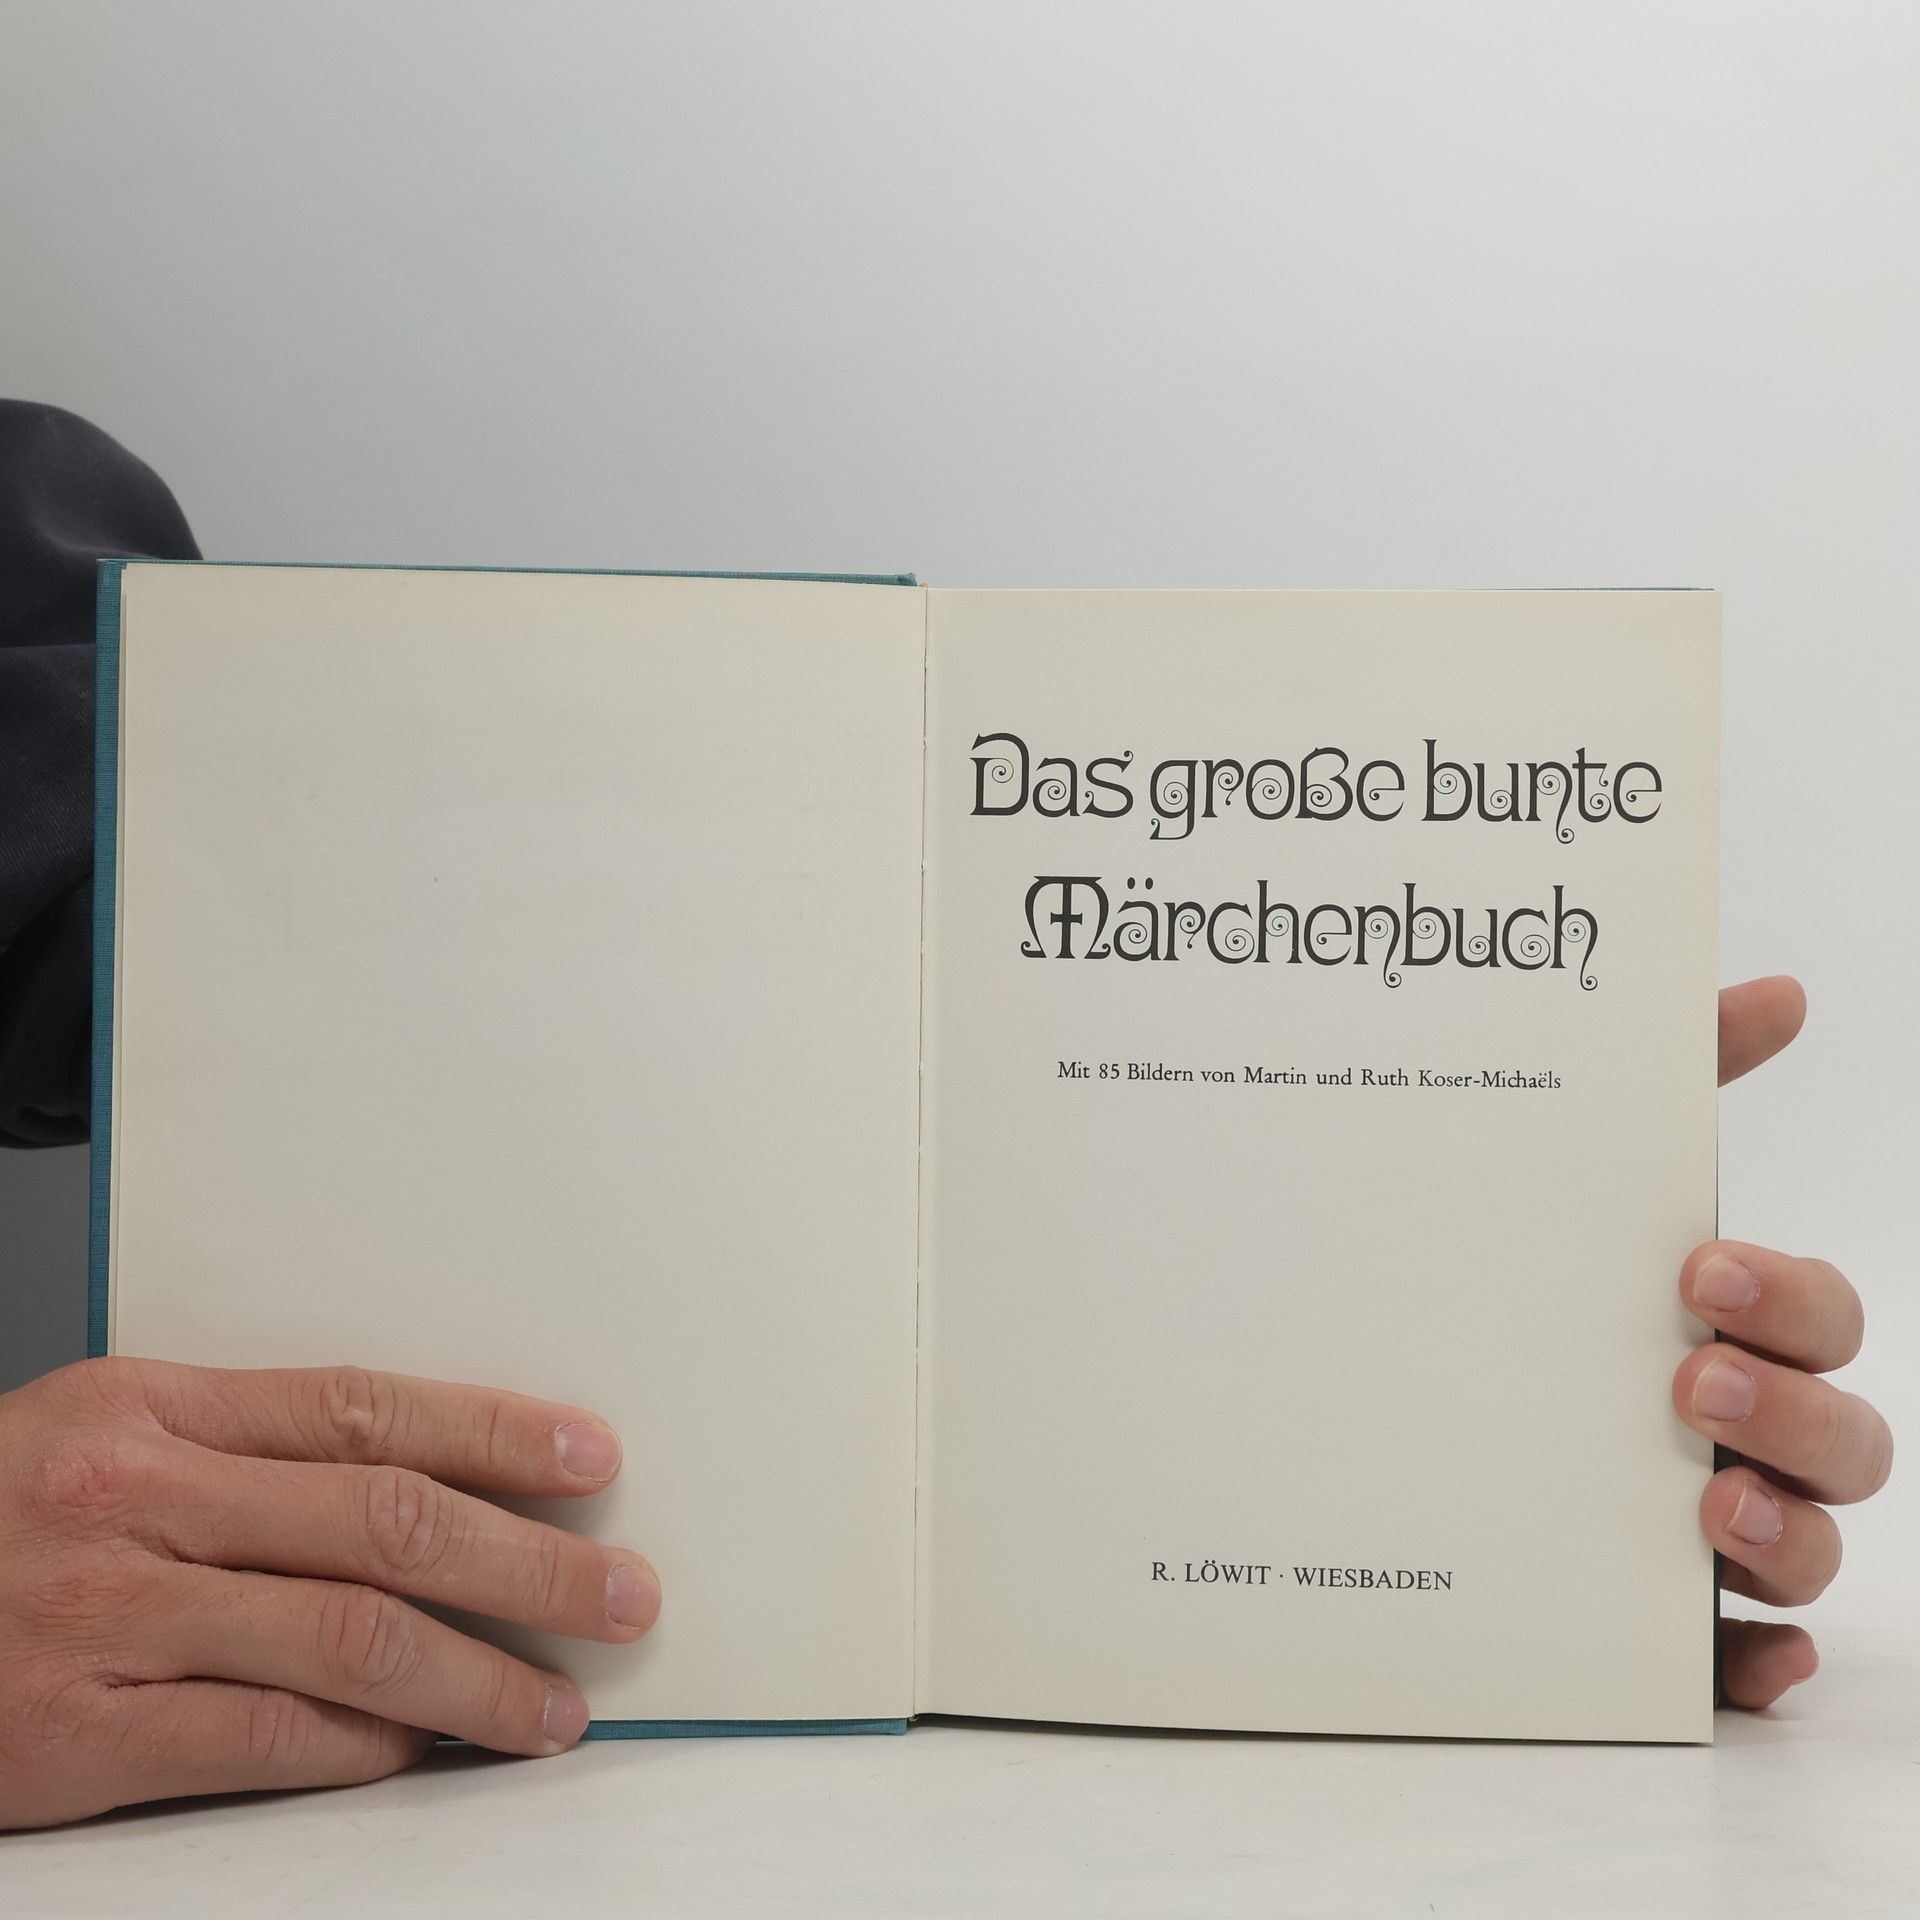 Das große bunte
Märchenbuch
Mit 85 Bildern von Martin und Ruth Koser-Michaëls
R. LÖWIT · WIESBADEN